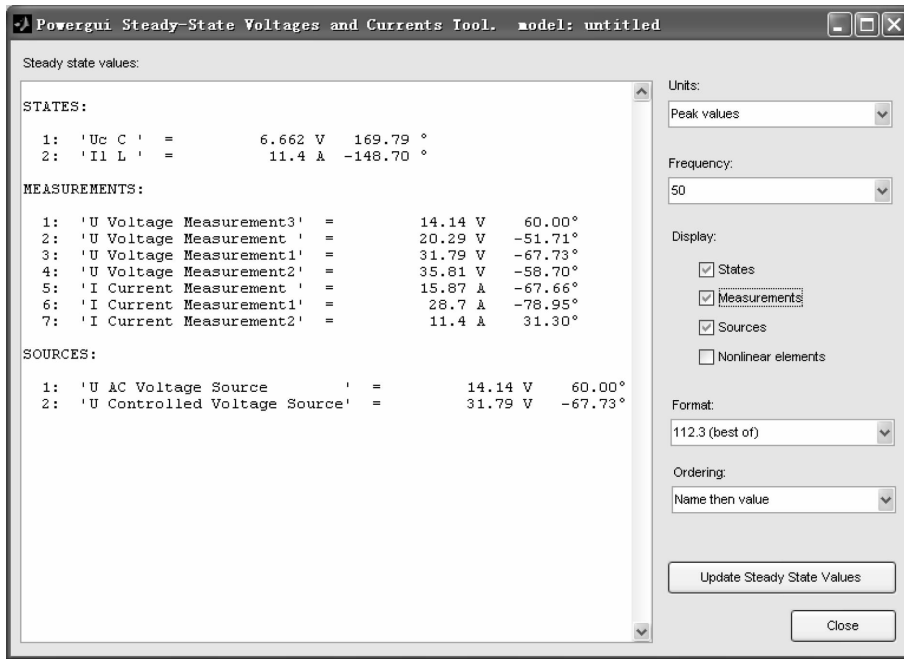 Powergui Steady-State Voltages and Currents Tool.  model: untitled
Steady state values:
STATES:
1:  'Uc C '  =  6.662 V  169.79 °
2:  'Il L '  =  11.4 A  -148.70 °
MEASUREMENTS:
1:  'U Voltage Measurement3'  =  14.14 V  60.00°
2:  'U Voltage Measurement '  =  20.29 V  -51.71°
3:  'U Voltage Measurement1'  =  31.79 V  -67.73°
4:  'U Voltage Measurement2'  =  35.81 V  -58.70°
5:  'I Current Measurement '  =  15.87 A  -67.66°
6:  'I Current Measurement1'  =  28.7 A  -78.95°
7:  'I Current Measurement2'  =  11.4 A  31.30°
SOURCES:
1:  'U AC Voltage Source        '  =  14.14 V  60.00°
2:  'U Controlled Voltage Source'  =  31.79 V  -67.73°
Units:
Peak values
Frequency:
50
Display:
States
Measurements
Sources
Nonlinear elements
Format:
112.3 (best of)
Ordering:
Name then value
Update Steady State Values
Close